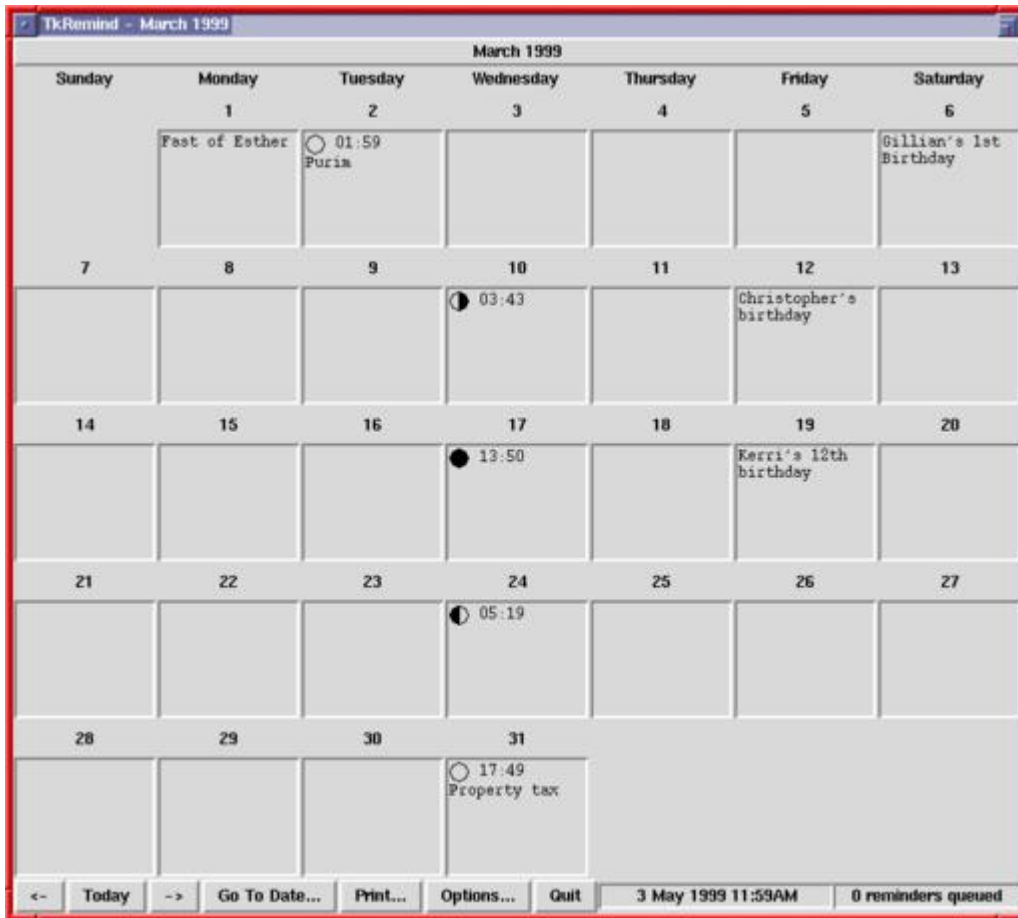 TkRemind - March 1999
March 1999
Sunday Monday Tuesday Wednesday Thursday Friday Saturday
1 2 3 4 5 6
Fast of Esther
01:59
Purim
Gillian's 1st
Birthday
7 8 9 10 11 12 13
03:43
Christopher's
birthday
14 15 16 17 18 19 20
13:50
Kerri's 12th
birthday
21 22 23 24 25 26 27
05:19
28 29 30 31
17:49
Property tax
<- Today -> Go To Date... Print... Options... Quit 3 May 1999 11:59AM 0 reminders queued